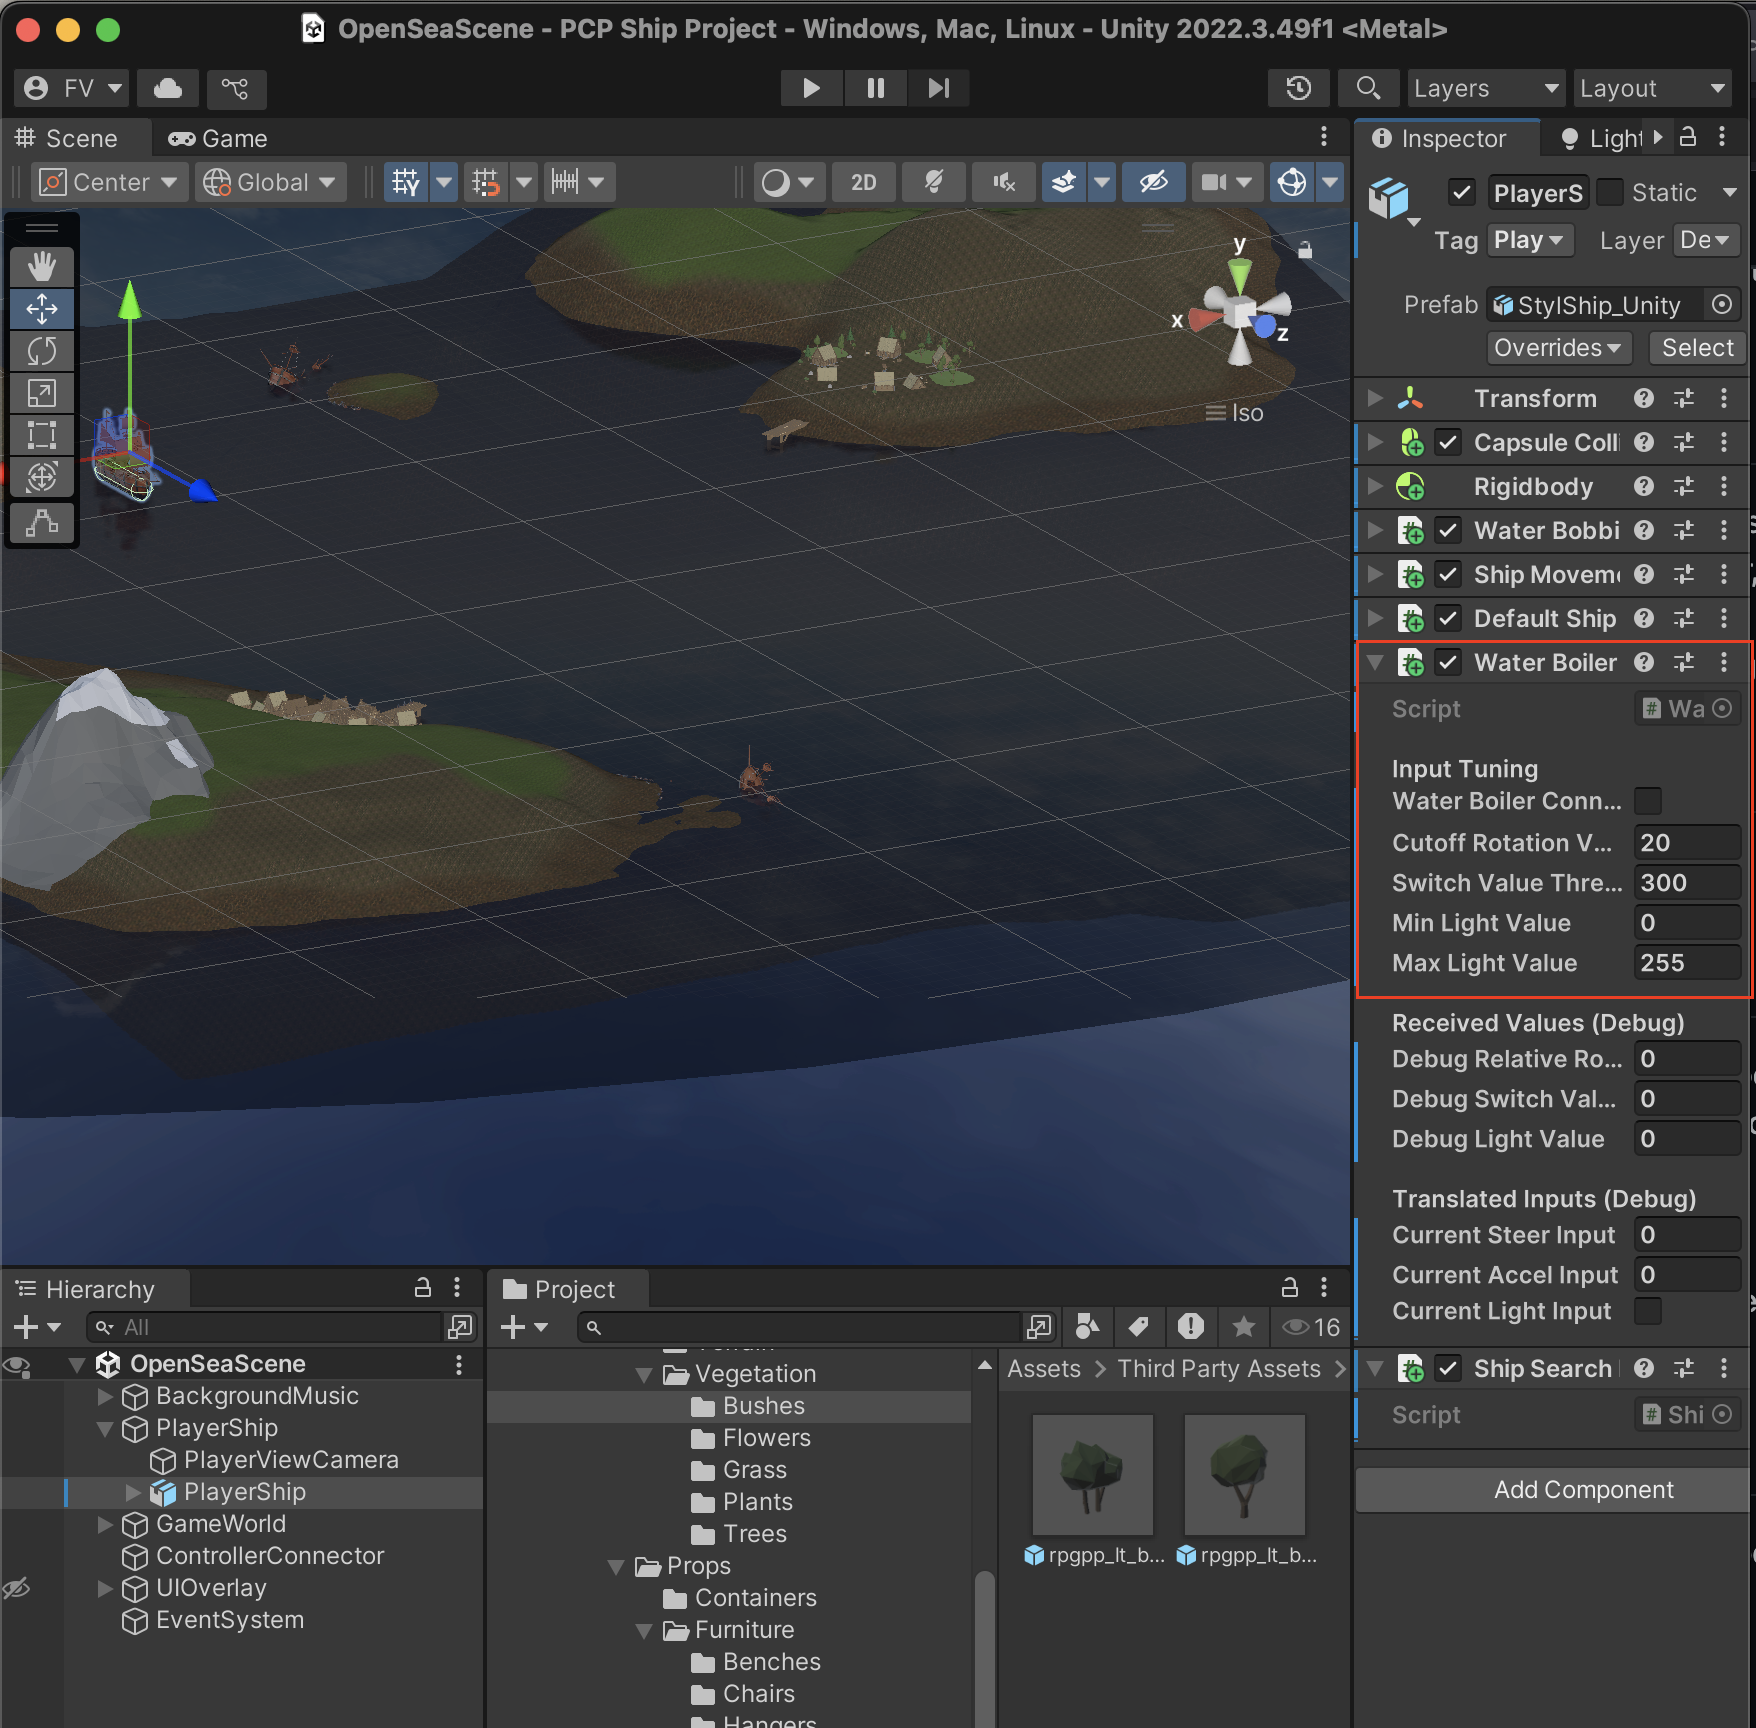 OpenSeaScene - PCP Ship Project - Windows, Mac, Linux - Unity 2022.3.49f1 <Metal>
FV
Layers
Layout
Scene
Game
Center
Global
2D
y
x
z
Iso
Inspector
Light
PlayerS
Static
Tag
Play
Layer
De
Prefab
StylShip_Unity
Overrides
Select
Transform
Capsule Colli
Rigidbody
Water Bobbi
Ship Movem
Default Ship
Water Boiler
Script
Wa
Input Tuning
Water Boiler Conn...
Cutoff Rotation V...
20
Switch Value Thre...
300
Min Light Value
0
Max Light Value
255
Received Values (Debug)
Debug Relative Ro...
0
Debug Switch Val...
0
Debug Light Value
0
Translated Inputs (Debug)
Current Steer Input
0
Current Accel Input
0
Current Light Input
Ship Search
Script
Shi
Add Component
Hierarchy
All
OpenSeaScene
BackgroundMusic
PlayerShip
PlayerViewCamera
PlayerShip
GameWorld
ControllerConnector
UIOverlay
EventSystem
Project
16
Vegetation
Bushes
Flowers
Grass
Plants
Trees
Props
Containers
Furniture
Benches
Chairs
Hangers
Assets > Third Party Assets >
rpgpp_lt_b...
rpgpp_lt_b...